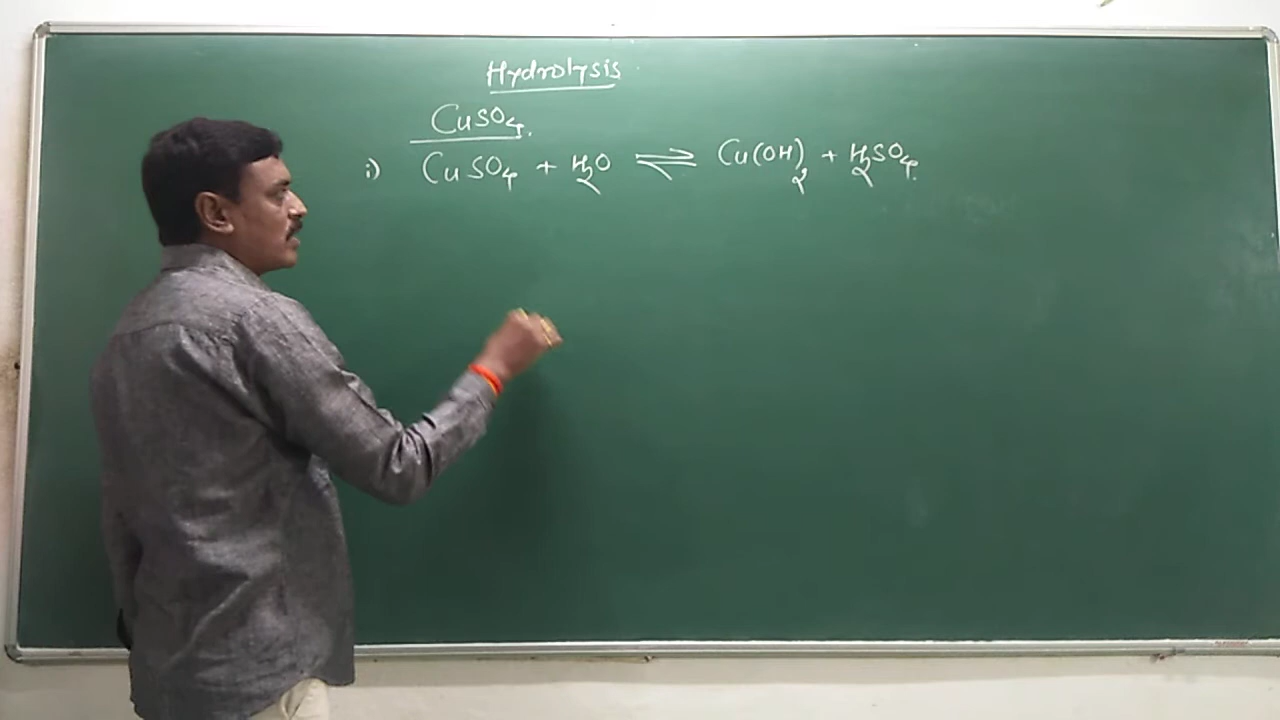 Hydrolysis
CuSO₄.
i) CuSO₄ + H₂O ⇌ Cu(OH)₂ + H₂SO₄.